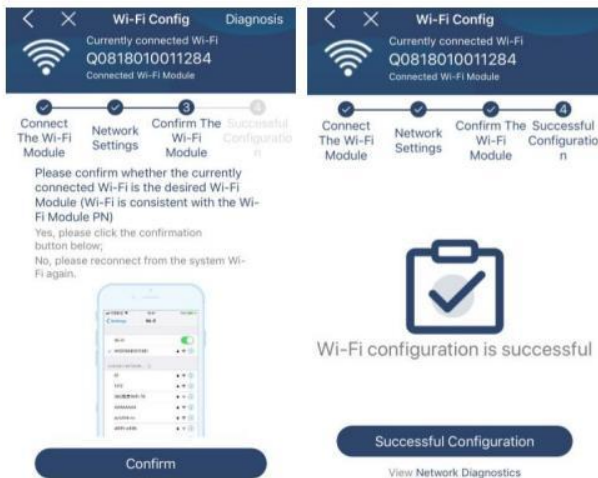 Wi-Fi Config
Diagnosis
Currently connected Wi-Fi
Q0818010011284
Connected Wi-Fi Module
3
4
Connect
The Wi-Fi
Module
Network
Settings
Confirm The
Wi-Fi
Module
Successful
Configuratio
n
Please confirm whether the currently
connected Wi-Fi is the desired Wi-
Fi Module (Wi-Fi is consistent with the Wi-
Fi Module PN)
Yes, please click the confirmation
button below;
No, please reconnect from the system Wi-
Fi again.
Wi-Fi
Confirm
Wi-Fi Config
Currently connected Wi-Fi
Q0818010011284
Connected Wi-Fi Module
4
Connect
The Wi-Fi
Module
Network
Settings
Confirm The
Wi-Fi
Module
Successful
Configuratio
n
Wi-Fi configuration is successful
Successful Configuration
View Network Diagnostics